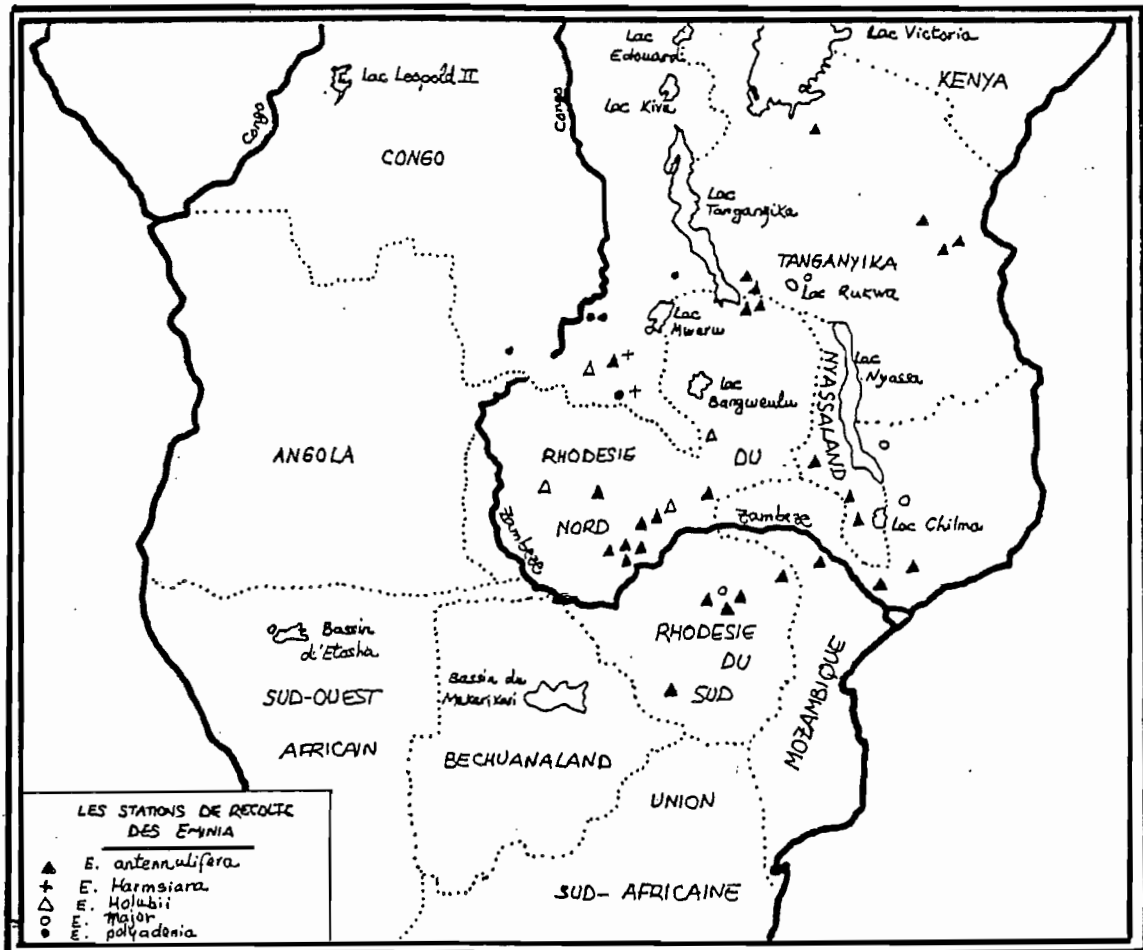 Lac Victoria
Lac
Edouard
KENYA
Lac Leopold II
Lac Kivu
Congo
Congo
CONGO
Lac
Tanganyika
TANGANYIKA
Lac Rukwa
Lac
Mweru
NYASSALAND
Lac
Nyassa
Lac
Bangweulu
ANGOLA
RHODESIE
DU
NORD
Zambeze
Zambeze
Lac Chilma
Bassin
d'Etosha
RHODESIE
DU
SUD
MOZAMBIQUE
SUD-OUEST
AFRICAIN
Bassin du
Makarikari
BECHUANALAND
UNION
SUD-AFRICAINE
LES STATIONS DE RECOLTE
DES EMINIA
E. antennulifera
E. Harmsiana
E. Holubii
E. major
E. polyadenia